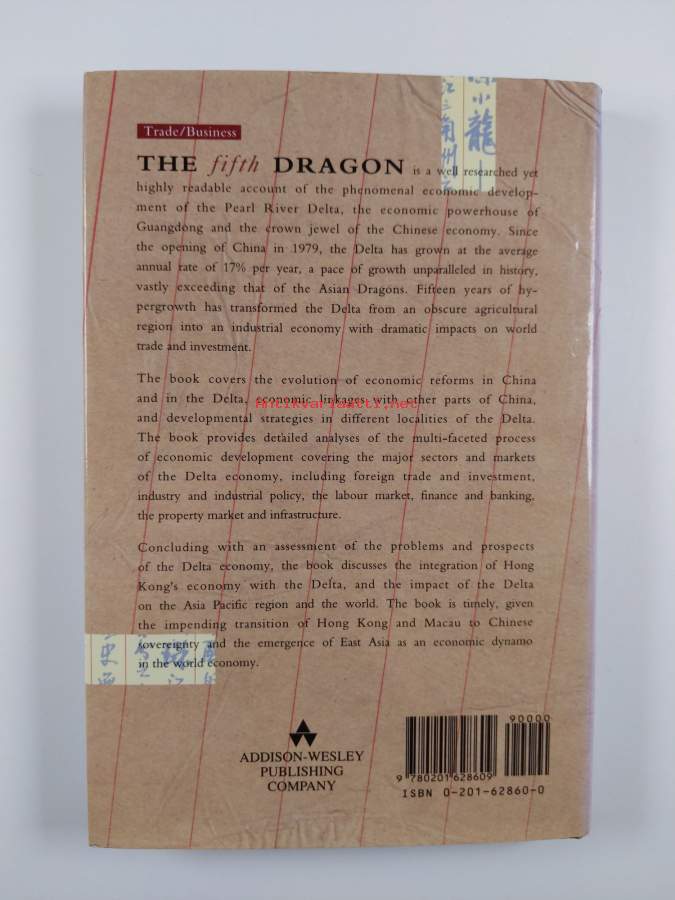 Trade/Business
THE fifth DRAGON is a well researched yet
highly readable account of the phenomenal economic develop-
ment of the Pearl River Delta, the economic powerhouse of
Guangdong and the crown jewel of the Chinese economy. Since
the opening of China in 1979, the Delta has grown at the average
annual rate of 17% per year, a pace of growth unparalleled in history,
vastly exceeding that of the Asian Dragons. Fifteen years of hy-
pergrowth has transformed the Delta from an obscure agricultural
region into an industrial economy with dramatic impacts on world
trade and investment.
The book covers the evolution of economic reforms in China
and in the Delta, economic linkages with other parts of China,
Antikvariaatti.net
and developmental strategies in different localities of the Delta.
The book provides detailed analyses of the multi-faceted process
of economic development covering the major sectors and markets
of the Delta economy, including foreign trade and investment,
industry and industrial policy, the labour market, finance and banking,
the property market and infrastructure.
Concluding with an assessment of the problems and prospects
of the Delta economy, the book discusses the integration of Hong
Kong's economy with the Delta, and the impact of the Delta
on the Asia Pacific region and the world. The book is timely, given
the impending transition of Hong Kong and Macau to Chinese
sovereignty and the emergence of East Asia as an economic dynamo
in the world economy.
小龍
江三角州
ADDISON-WESLEY
PUBLISHING
COMPANY
90000
9 780201 628609
ISBN 0-201-62860-0